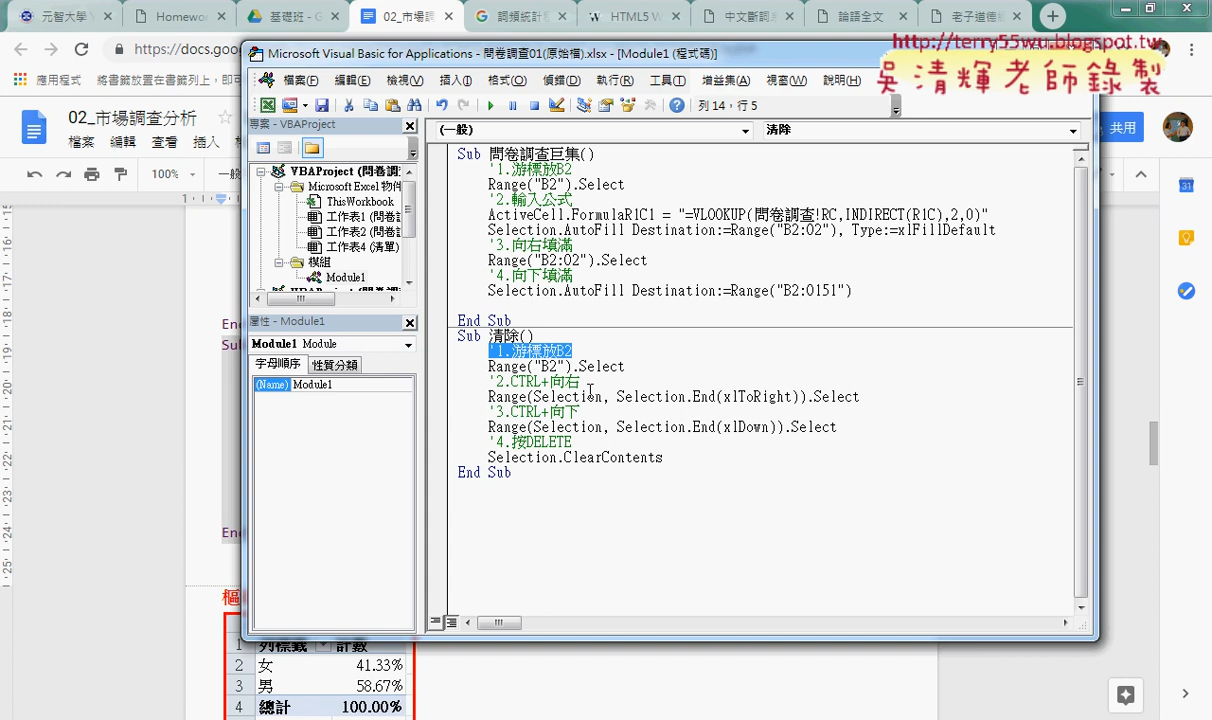 元智大學
Homewor
基礎班 - G
02_市場調
詞頻統計
HTML5 W
中文斷詞
論語全文
老子道德經
https://docs.goog
http://terry55wu.blogspot.tw
吳清輝老師錄製
應用程式
將書籤放置在書籤列上，即可
02_市場調查分析
檔案 編輯 查看 插入
共用
100%
Microsoft Visual Basic for Applications - 問卷調查01(原始檔).xlsx - [Module1 (程式碼)]
檔案(F) 編輯(E) 檢視(V) 插入(I) 格式(O) 偵錯(D) 執行(R) 工具(T) 增益集(A) 視窗(W) 說明(H)
列 14，行 5
專案 - VBAProject
VBAProject (問卷調
Microsoft Excel 物件
ThisWorkbook
工作表1 (問卷
工作表2 (問卷
工作表4 (清單)
模組
Module1
屬性 - Module1
Module1 Module
字母順序 性質分類
(Name) Module1
(一般) 清除
Sub 問卷調查巨集()
'1.游標放B2
Range("B2").Select
'2.輸入公式
ActiveCell.FormulaR1C1 = "=VLOOKUP(問卷調查!RC,INDIRECT(R1C),2,0)"
Selection.AutoFill Destination:=Range("B2:O2"), Type:=xlFillDefault
'3.向右填滿
Range("B2:O2").Select
'4.向下填滿
Selection.AutoFill Destination:=Range("B2:O151")
End Sub
Sub 清除()
'1.游標放B2
Range("B2").Select
'2.CTRL+向右
Range(Selection, Selection.End(xlToRight)).Select
'3.CTRL+向下
Range(Selection, Selection.End(xlDown)).Select
'4.按DELETE
Selection.ClearContents
End Sub
1 列標籤 計數
2 女 41.33%
3 男 58.67%
4 總計 100.00%